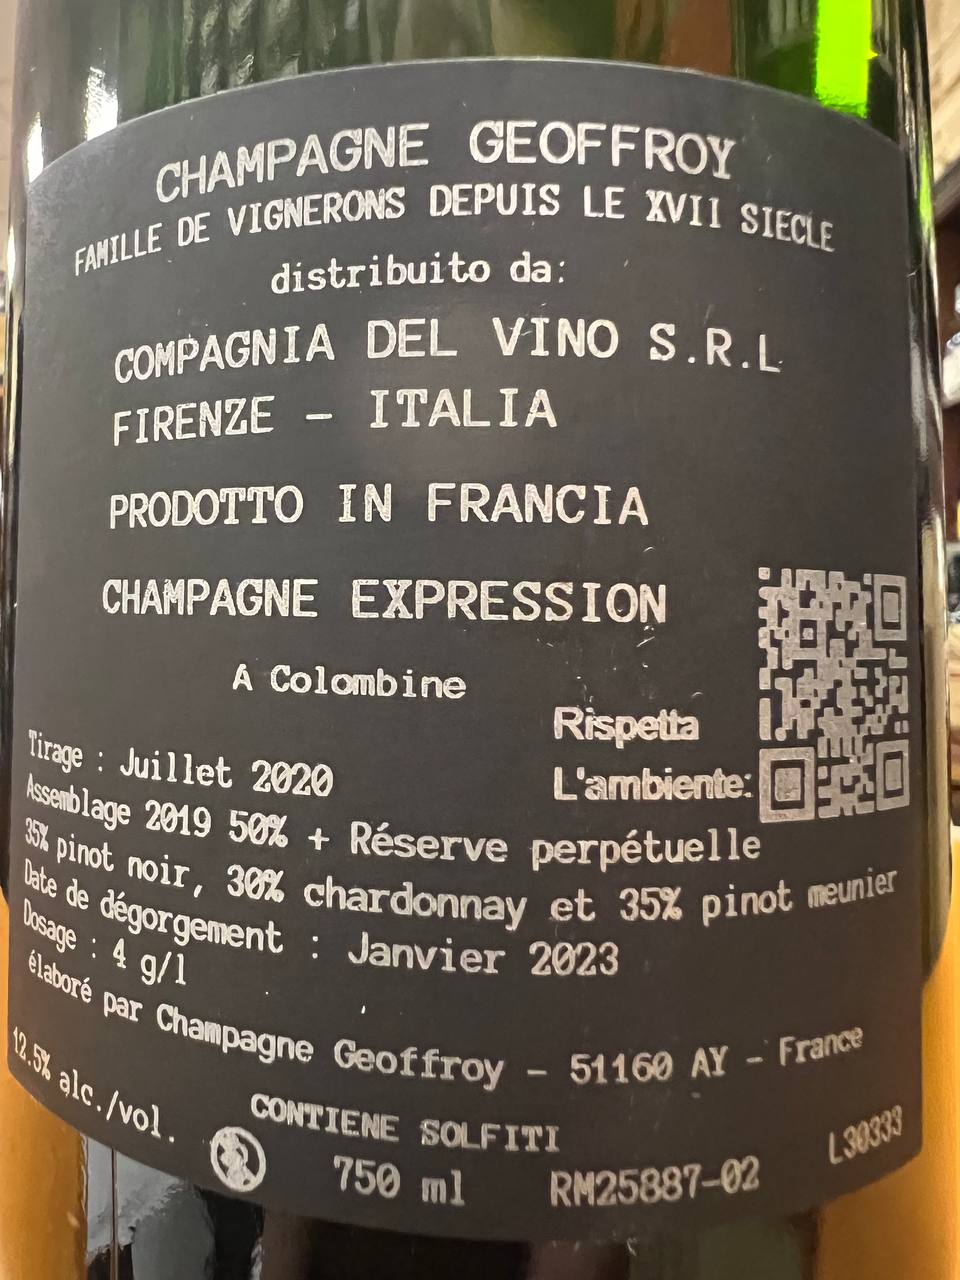 CHAMPAGNE GEOFFROY
FAMILLE DE VIGNERONS DEPUIS LE XVII SIECLE
distribuito da:
COMPAGNIA DEL VINO S.R.L
FIRENZE - ITALIA
PRODOTTO IN FRANCIA
CHAMPAGNE EXPRESSION
A Colombine
Rispetta
L'ambiente:
Tirage : Juillet 2020
Assemblage 2019 50% + Réserve perpétuelle
35% pinot noir, 30% chardonnay et 35% pinot meunier
Date de dégorgement : Janvier 2023
Dosage : 4 g/l
élaboré par Champagne Geoffroy - 51160 AY - France
12.5% alc./vol.
CONTIENE SOLFITI
750 ml
RM25887-02
L30333